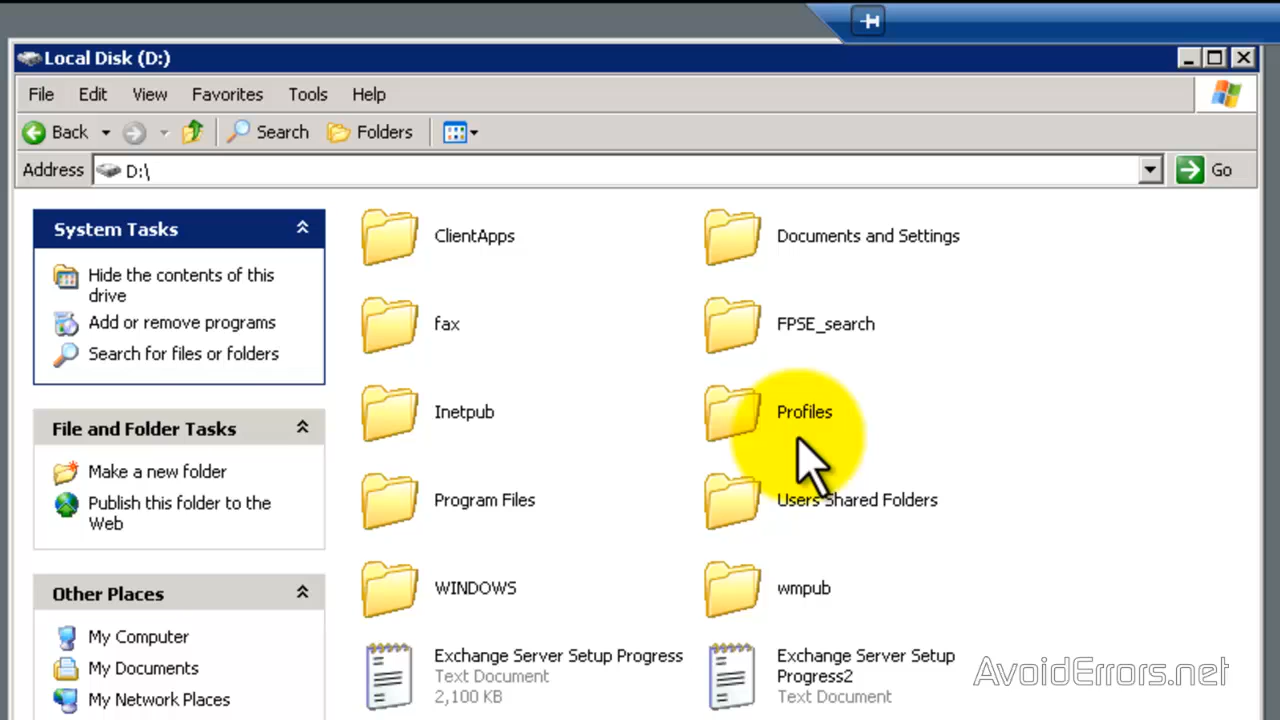 Local Disk (D:)
File Edit View Favorites Tools Help
Back Search Folders
Address D:\ Go
System Tasks
Hide the contents of this
drive
Add or remove programs
Search for files or folders
File and Folder Tasks
Make a new folder
Publish this folder to the
Web
Other Places
My Computer
My Documents
My Network Places
ClientApps
Documents and Settings
fax
FPSE_search
Inetpub
Profiles
Program Files
Users Shared Folders
WINDOWS
wmpub
Exchange Server Setup Progress
Text Document
2,100 KB
Exchange Server Setup
Progress2
Text Document
AvoidErrors.net